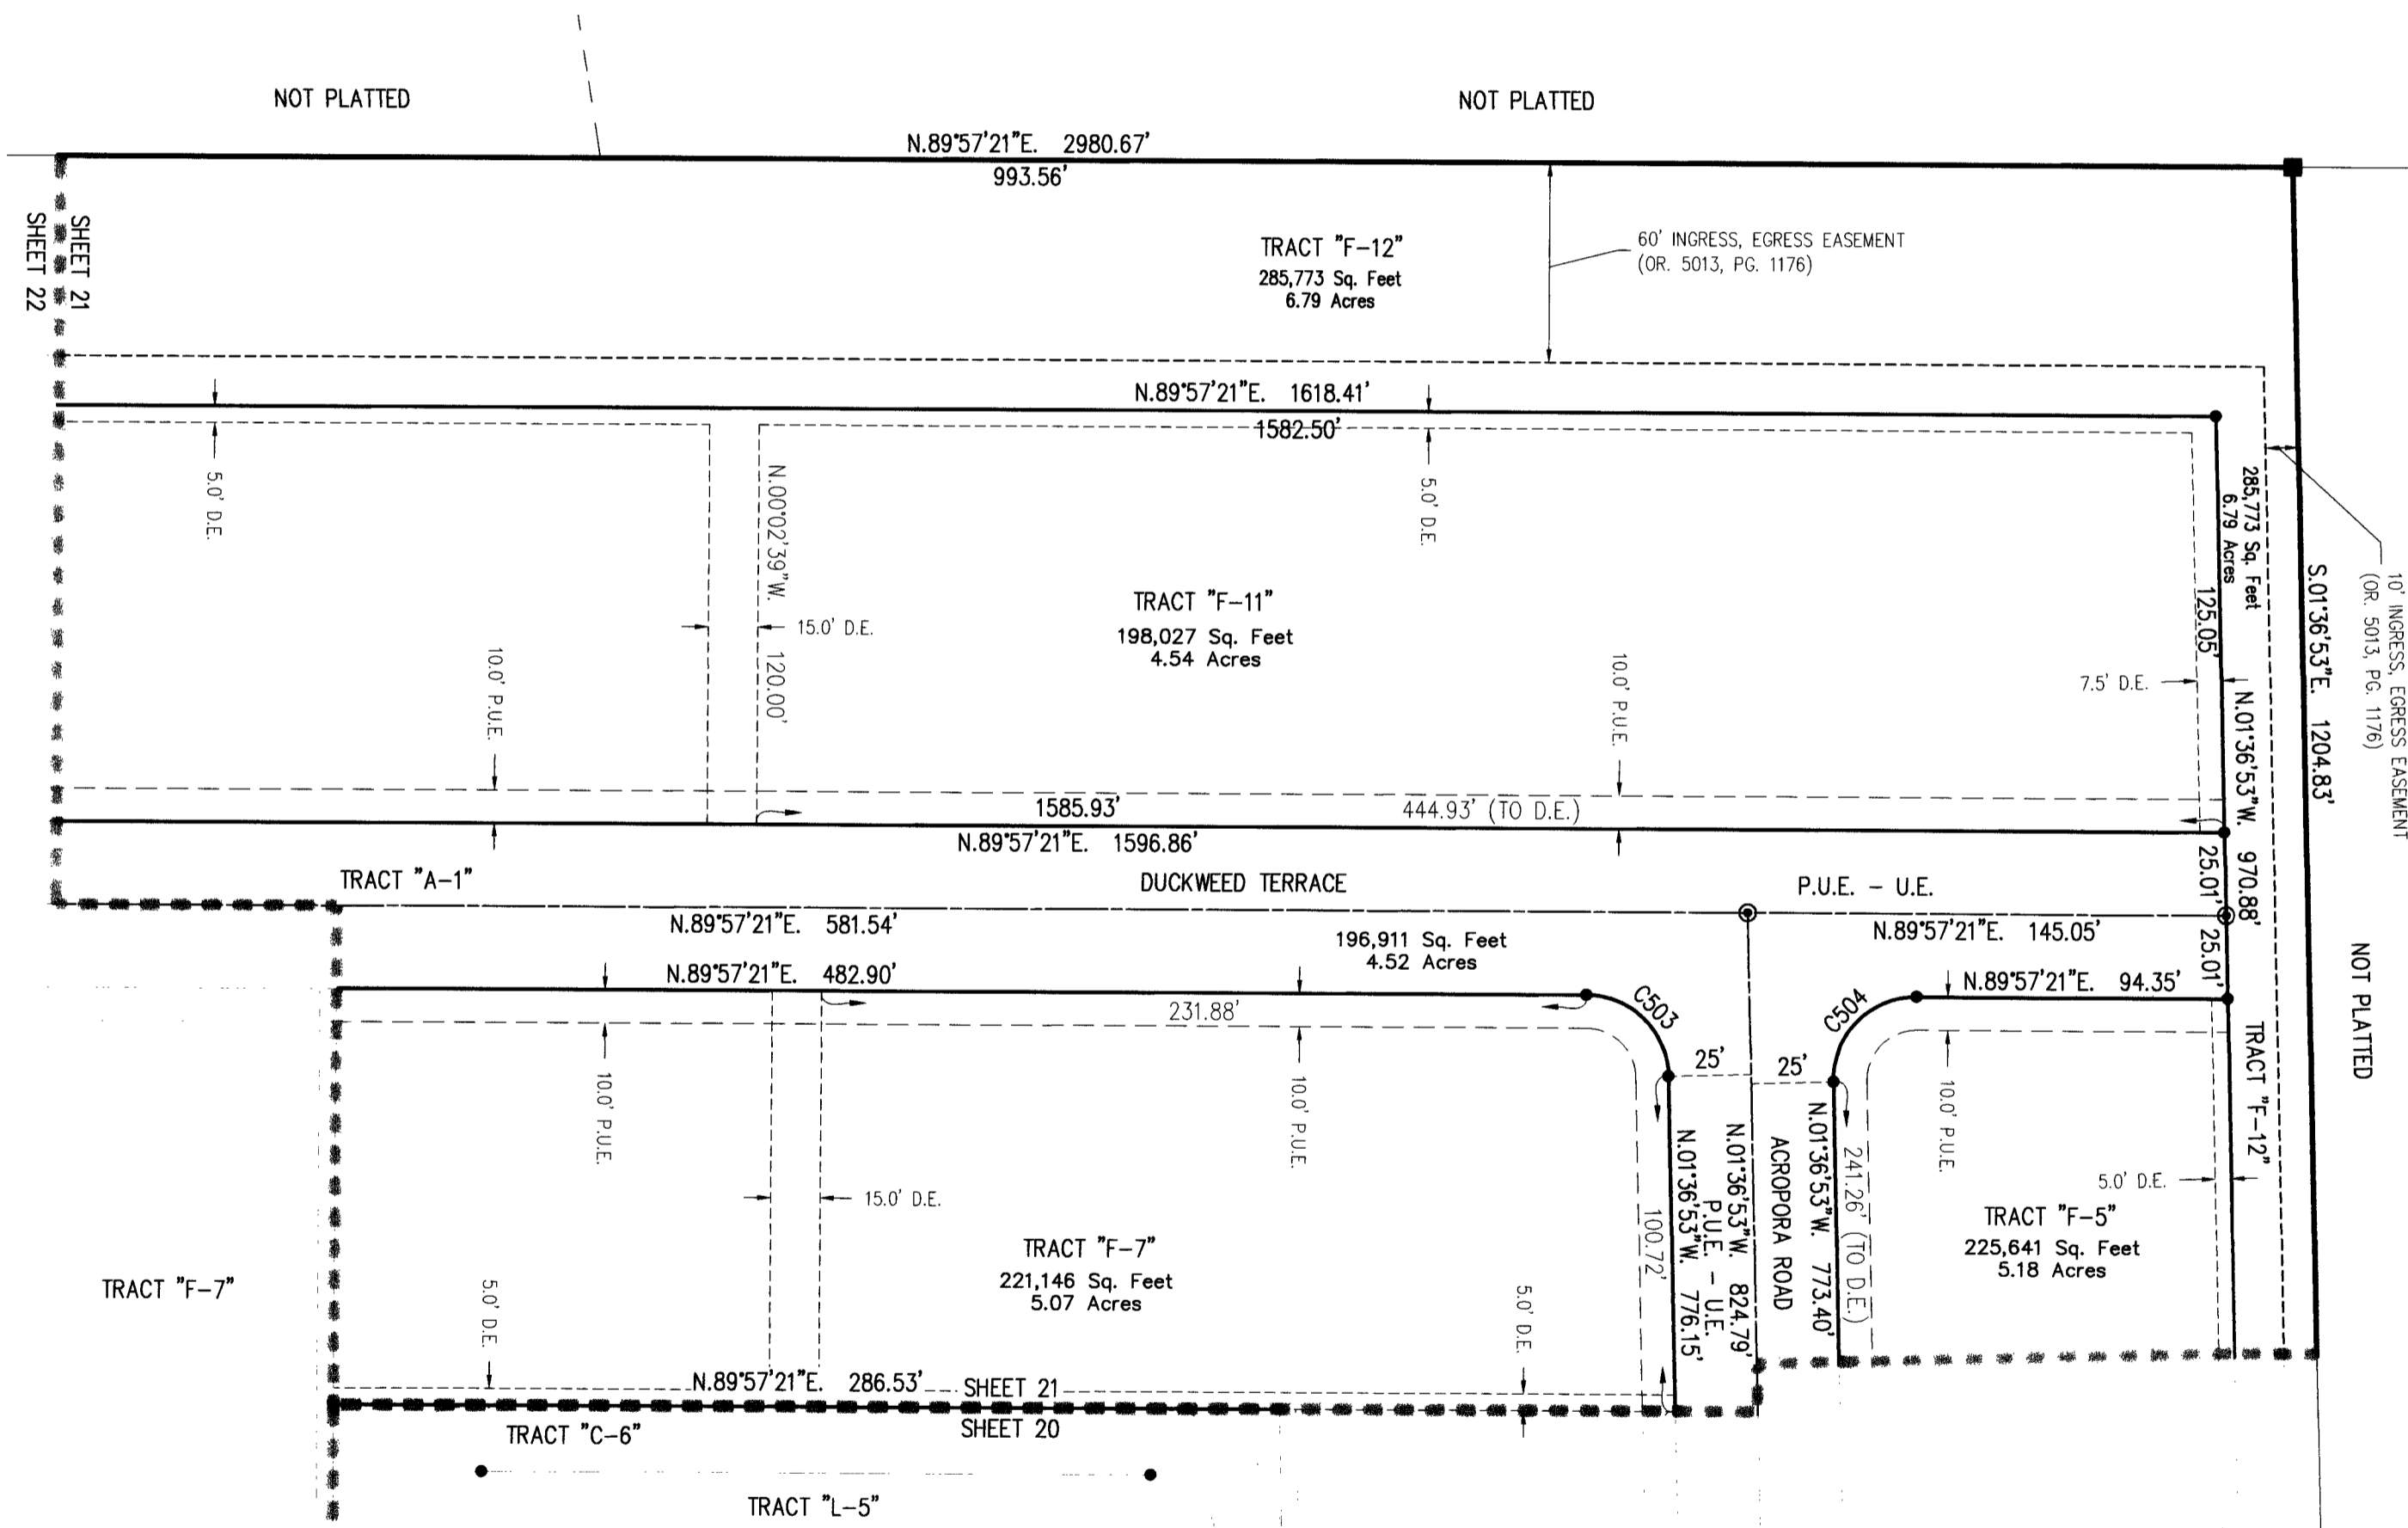 NOT PLATTED
NOT PLATTED
N.89°57'21"E. 2980.67'
993.56'
SHEET 21
SHEET 22
TRACT "F-12"
285,773 Sq. Feet
6.79 Acres
60' INGRESS, EGRESS EASEMENT
(OR. 5013, PG. 1176)
N.89°57'21"E. 1618.41'
1582.50'
5.0' D.E.
5.0' D.E.
N.00°02'39"W. 120.00'
15.0' D.E.
TRACT "F-11"
198,027 Sq. Feet
4.54 Acres
10.0' P.U.E.
10.0' P.U.E.
285,773 Sq. Feet
6.79 Acres
125.05'
7.5' D.E.
N.01°36'53"W. 970.88'
S.01°36'53"E. 1204.83'
10' INGRESS, EGRESS EASEMENT
(OR. 5013, PG. 1176)
1585.93'
444.93' (TO D.E.)
N.89°57'21"E. 1596.86'
TRACT "A-1"
DUCKWEED TERRACE
P.U.E. - U.E.
25.01'
N.89°57'21"E. 581.54'
N.89°57'21"E. 145.05'
196,911 Sq. Feet
4.52 Acres
25.01'
NOT PLATTED
N.89°57'21"E. 482.90'
N.89°57'21"E. 94.35'
231.88'
C503
C504
25'
25'
TRACT "F-12"
10.0' P.U.E.
10.0' P.U.E.
10.0' P.U.E.
15.0' D.E.
5.0' D.E.
100.72'
N.01°36'53"W. 776.15'
P.U.E. - U.E.
N.01°36'53"W. 824.79'
ACROPORA ROAD
N.01°36'53"W. 773.40'
241.26' (TO D.E.)
TRACT "F-5"
225,641 Sq. Feet
5.18 Acres
TRACT "F-7"
221,146 Sq. Feet
5.07 Acres
TRACT "F-7"
5.0' D.E.
5.0' D.E.
N.89°57'21"E. 286.53'
SHEET 21
SHEET 20
TRACT "C-6"
TRACT "L-5"